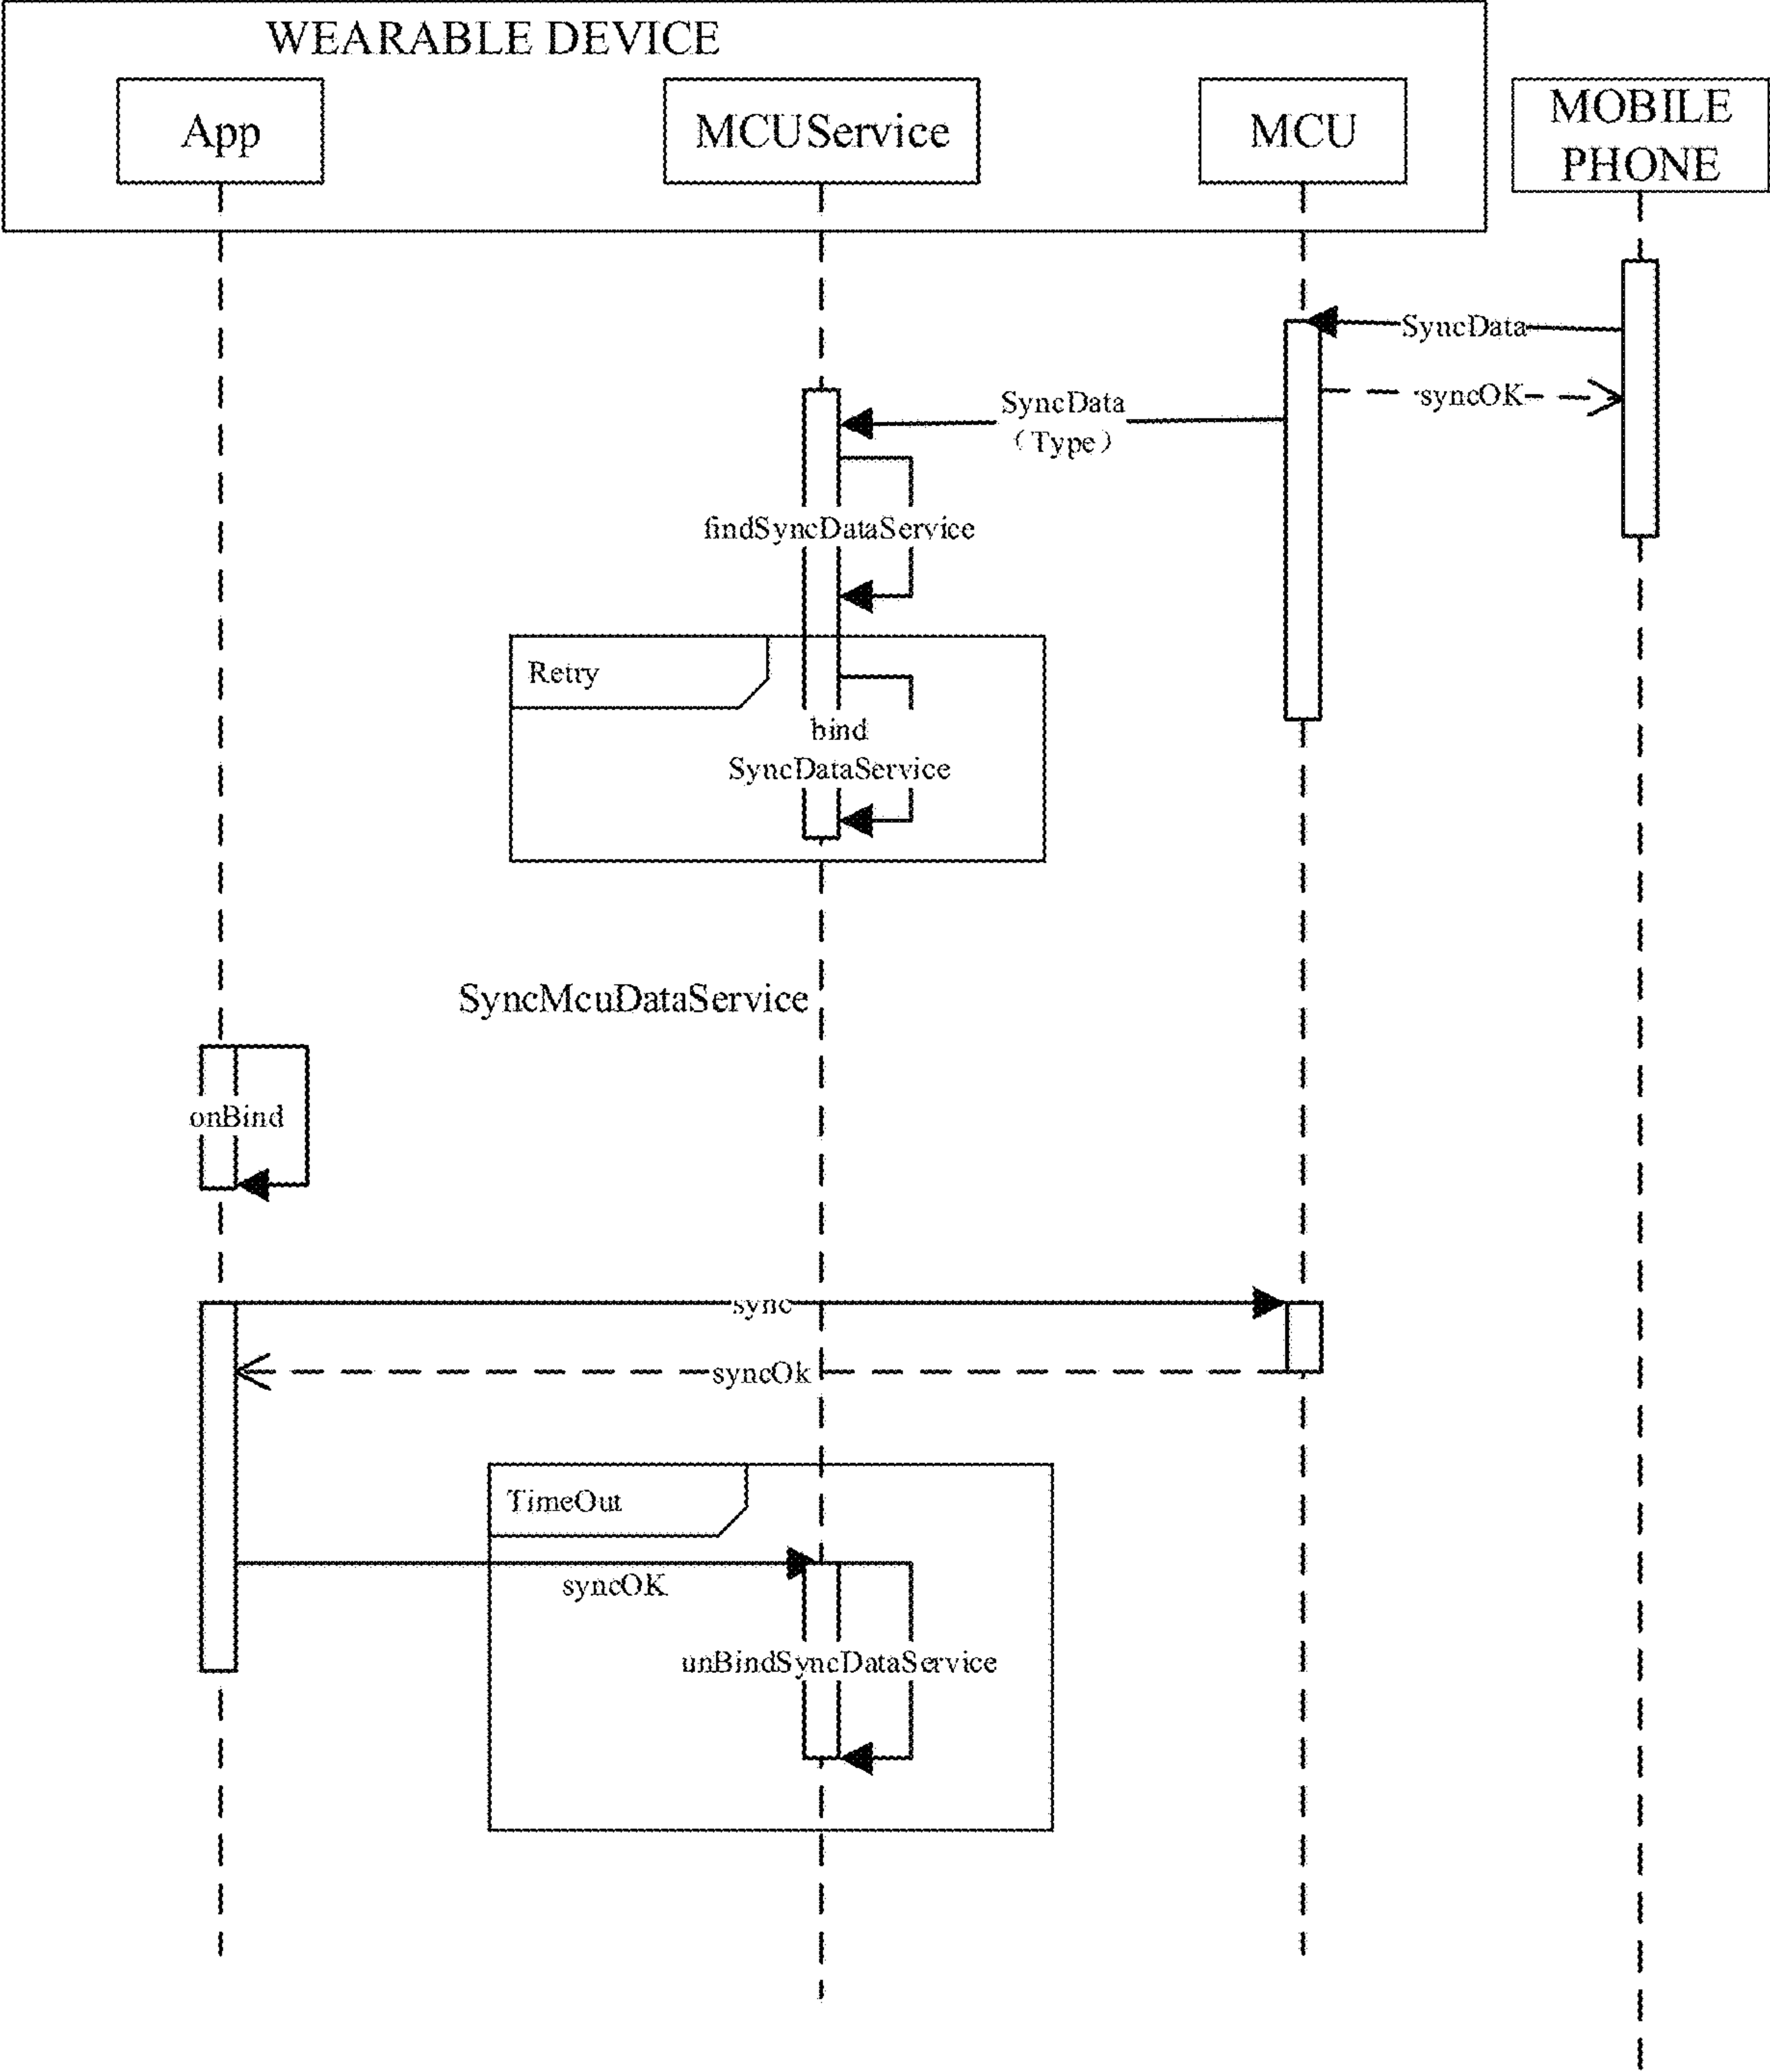 WEARABLE DEVICE
App
MCUService
MCU
MOBILE
PHONE
SyncData
syncOK
SyncData
（Type）
findSyncDataService
Retry
bind
SyncDataService
SyncMcuDataService
onBind
sync
syncOk
TimeOut
syncOK
unBindSyncDataService